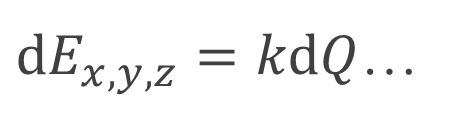 dE_{x,y,z} = kdQ...